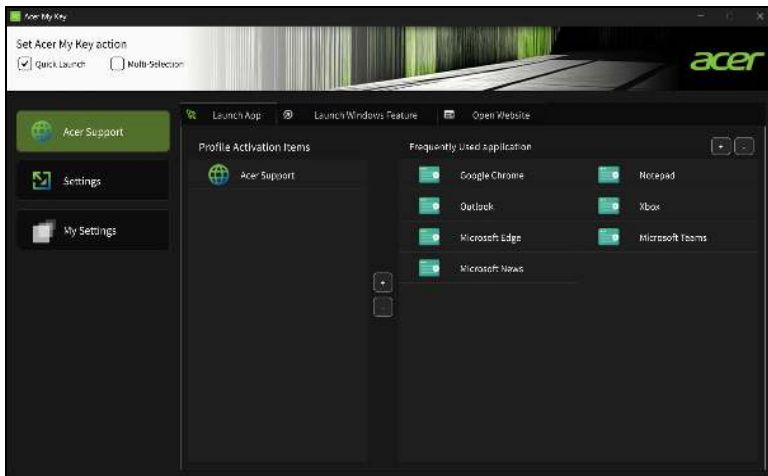 Acer My Key
Set Acer My Key action
Quick Launch Multi-Selection
acer
Launch App Launch Windows Feature Open Website
Acer Support
Settings
My Settings
Profile Activation Items
Acer Support
Frequently Used application
+ -
Google Chrome Notepad
Outlook Xbox
Microsoft Edge Microsoft Teams
Microsoft News
+
-